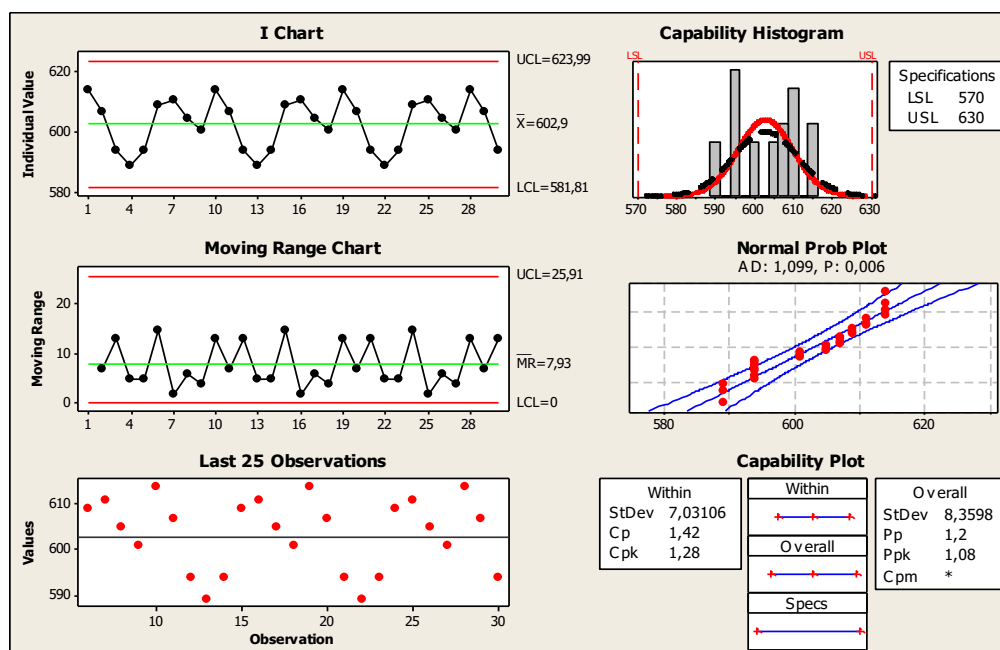 I Chart
Individual Value
620
600
580
1 4 7 10 13 16 19 22 25 28
UCL=623,99
X=602,9
LCL=581,81
Capability Histogram
LSL
USL
570 580 590 600 610 620 630
Specifications
LSL 570
USL 630
Moving Range Chart
Moving Range
20
10
0
1 4 7 10 13 16 19 22 25 28
UCL=25,91
MR=7,93
LCL=0
Normal Prob Plot
AD: 1,099, P: 0,006
580 600 620
Last 25 Observations
Values
610
600
590
10 15 20 25 30
Observation
Capability Plot
Within
StDev 7,03106
Cp 1,42
Cpk 1,28
Within
Overall
Specs
Overall
StDev 8,3598
Pp 1,2
Ppk 1,08
Cpm *